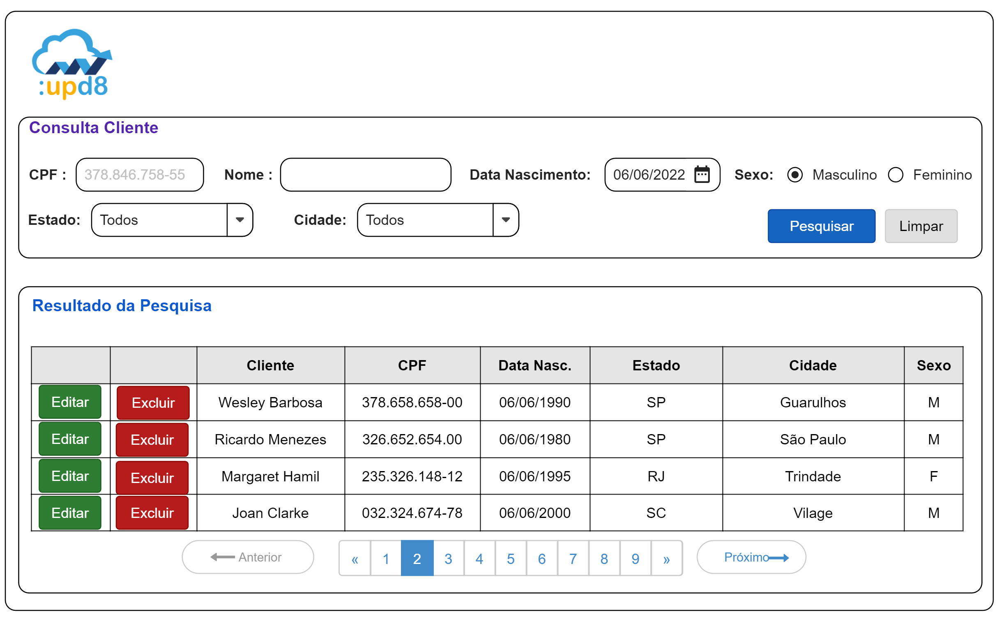 :upd8
Consulta Cliente
CPF : 378.846.758-55 Nome : Data Nascimento: 06/06/2022 Sexo: Masculino Feminino
Estado: Todos Cidade: Todos Pesquisar Limpar
Resultado da Pesquisa
Cliente CPF Data Nasc. Estado Cidade Sexo
Editar Excluir Wesley Barbosa 378.658.658-00 06/06/1990 SP Guarulhos M
Editar Excluir Ricardo Menezes 326.652.654.00 06/06/1980 SP São Paulo M
Editar Excluir Margaret Hamil 235.326.148-12 06/06/1995 RJ Trindade F
Editar Excluir Joan Clarke 032.324.674-78 06/06/2000 SC Vilage M
Anterior « 1 2 3 4 5 6 7 8 9 » Próximo